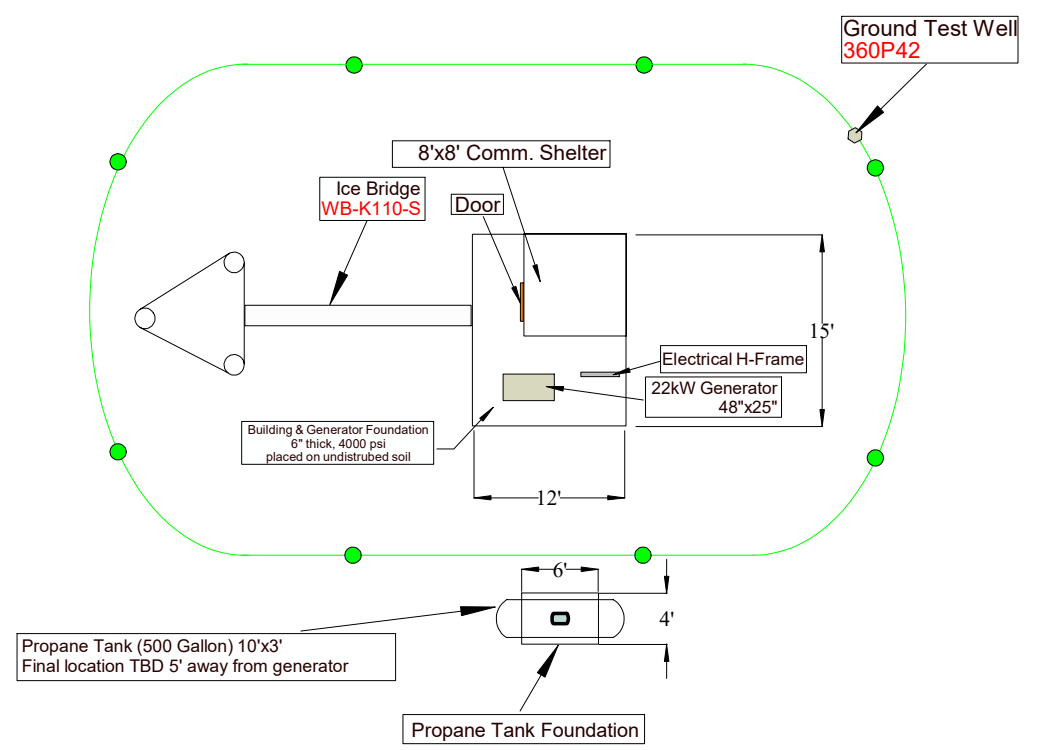 Ground Test Well
360P42
8'x8' Comm. Shelter
Ice Bridge
WB-K110-S
Door
15'
Electrical H-Frame
22kW Generator
48"x25"
Building & Generator Foundation
6" thick, 4000 psi
placed on undistrubed soil
12'
6'
4'
Propane Tank (500 Gallon) 10'x3'
Final location TBD 5' away from generator
Propane Tank Foundation